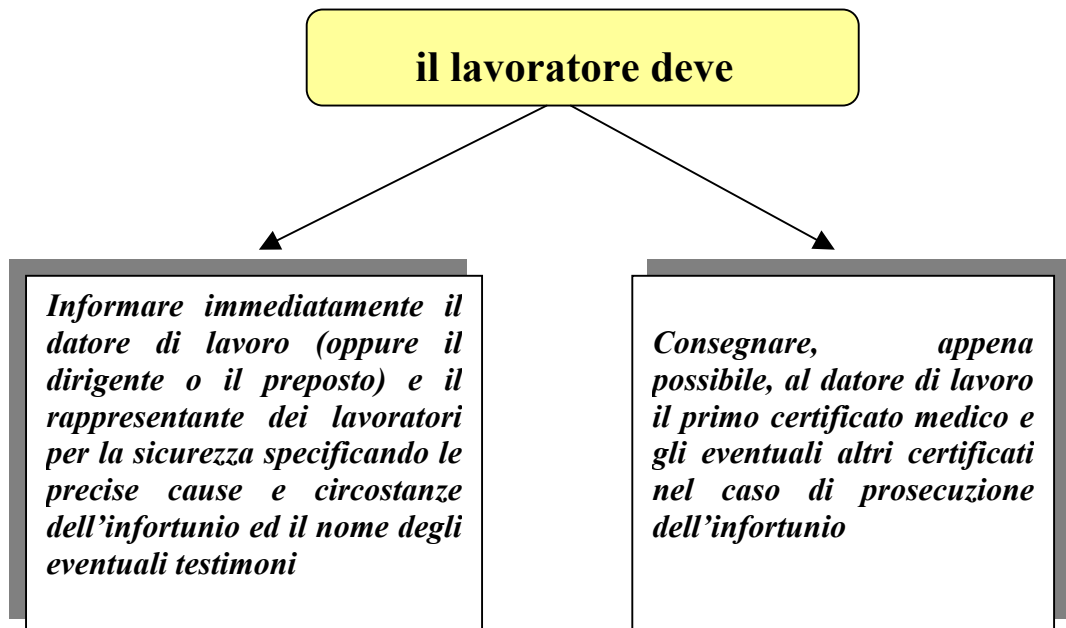 il lavoratore deve
Informare immediatamente il
datore di lavoro (oppure il
dirigente o il preposto) e il
rappresentante dei lavoratori
per la sicurezza specificando le
precise cause e circostanze
dell’infortunio ed il nome degli
eventuali testimoni
Consegnare, appena
possibile, al datore di lavoro
il primo certificato medico e
gli eventuali altri certificati
nel caso di prosecuzione
dell’infortunio